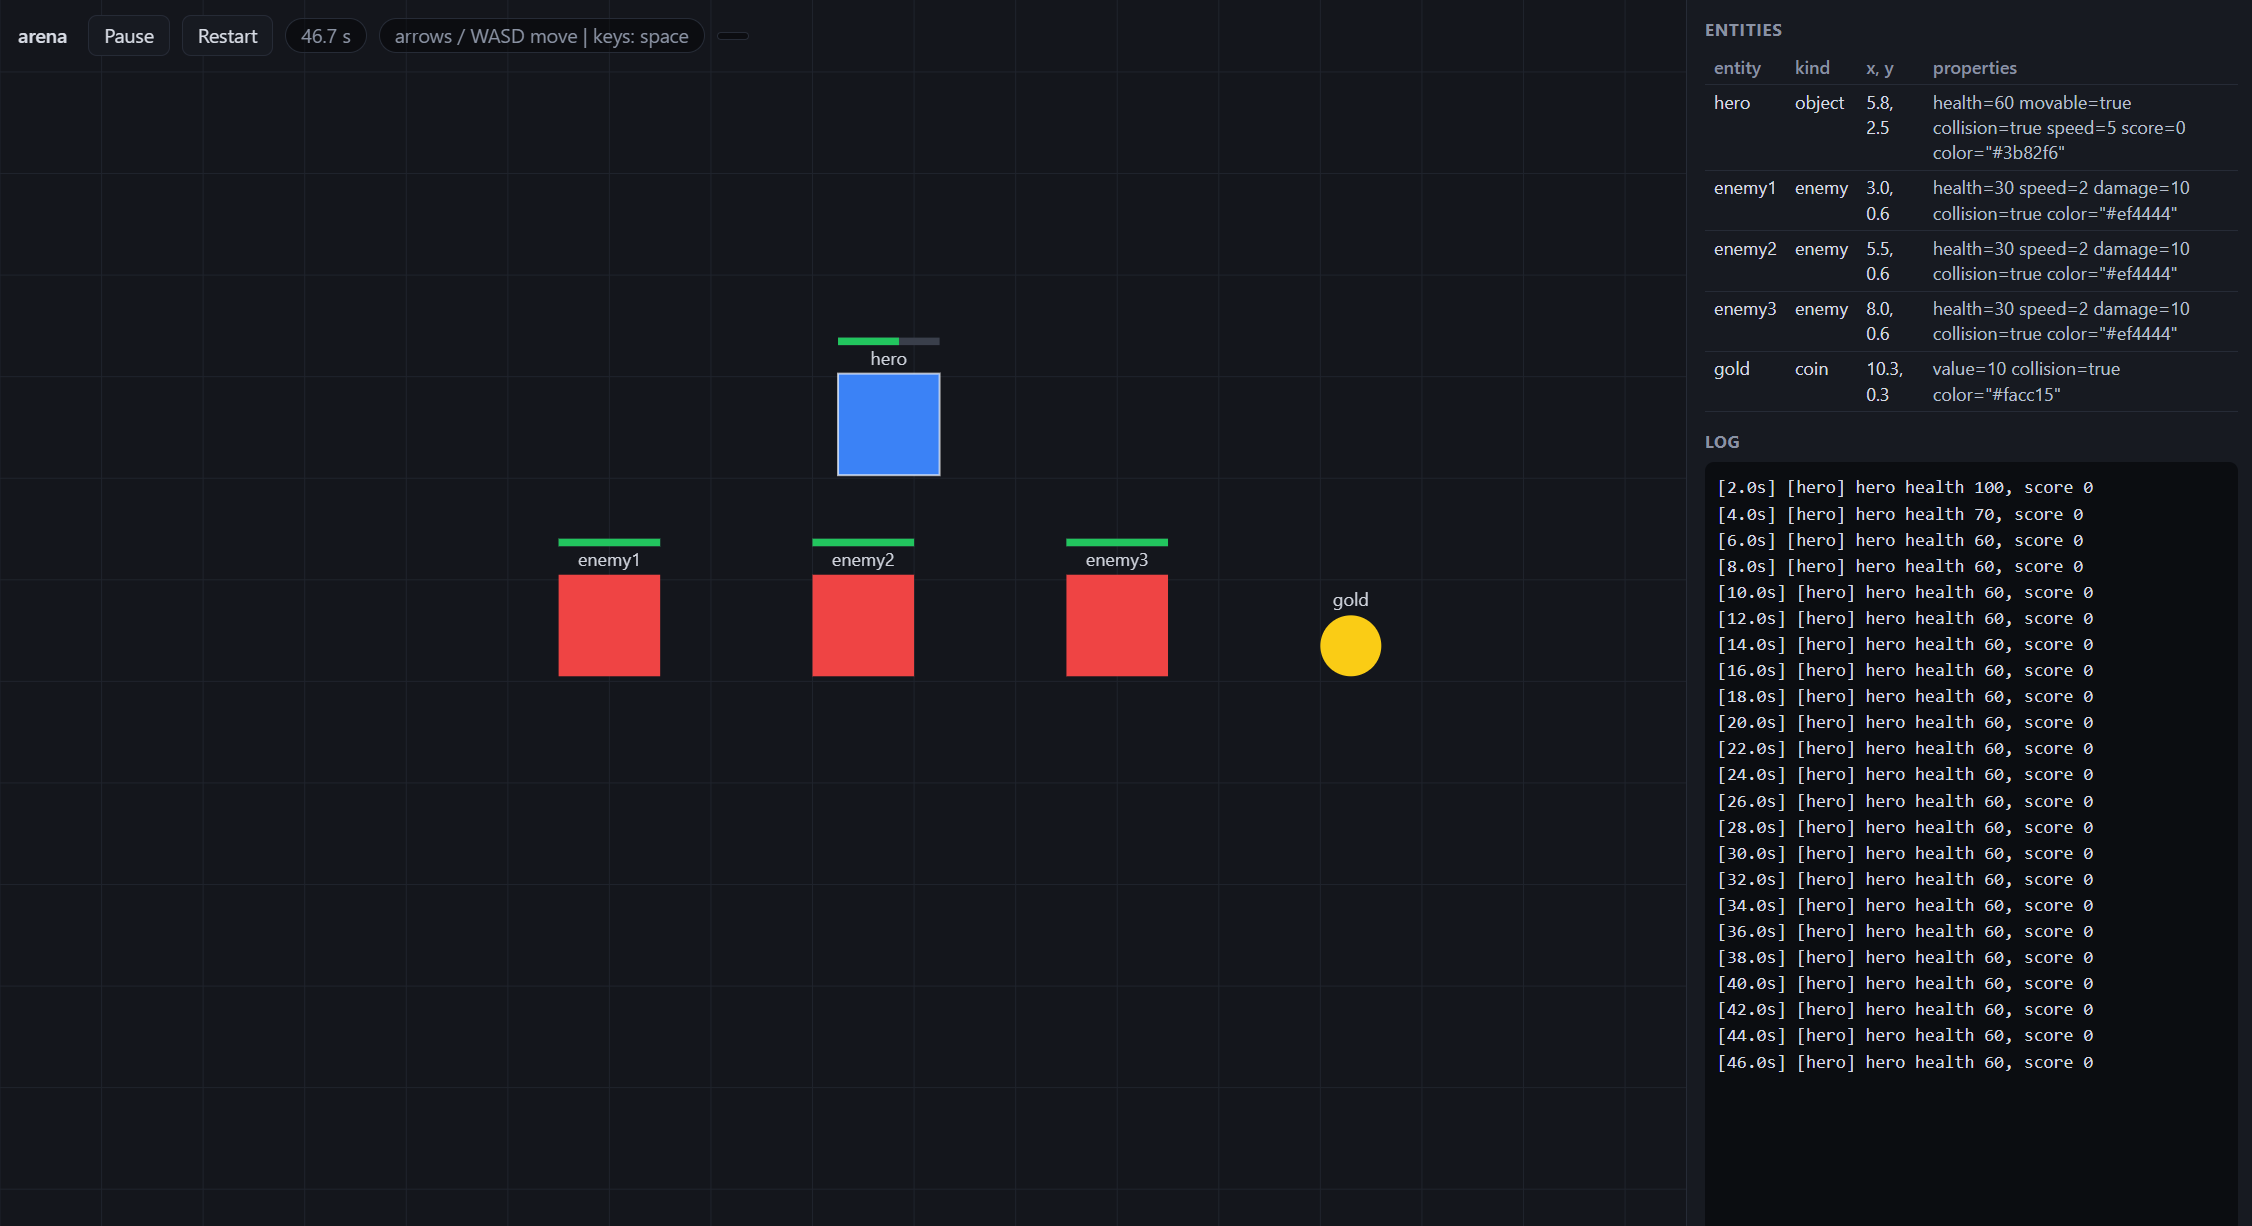 arena
Pause
Restart
46.7 s
arrows / WASD move | keys: space
hero
enemy1
enemy2
enemy3
gold
ENTITIES
entity kind x, y properties
hero object 5.8, 2.5 health=60 movable=true collision=true speed=5 score=0 color="#3b82f6"
enemy1 enemy 3.0, 0.6 health=30 speed=2 damage=10 collision=true color="#ef4444"
enemy2 enemy 5.5, 0.6 health=30 speed=2 damage=10 collision=true color="#ef4444"
enemy3 enemy 8.0, 0.6 health=30 speed=2 damage=10 collision=true color="#ef4444"
gold coin 10.3, 0.3 value=10 collision=true color="#facc15"
LOG
[2.0s] [hero] hero health 100, score 0
[4.0s] [hero] hero health 70, score 0
[6.0s] [hero] hero health 60, score 0
[8.0s] [hero] hero health 60, score 0
[10.0s] [hero] hero health 60, score 0
[12.0s] [hero] hero health 60, score 0
[14.0s] [hero] hero health 60, score 0
[16.0s] [hero] hero health 60, score 0
[18.0s] [hero] hero health 60, score 0
[20.0s] [hero] hero health 60, score 0
[22.0s] [hero] hero health 60, score 0
[24.0s] [hero] hero health 60, score 0
[26.0s] [hero] hero health 60, score 0
[28.0s] [hero] hero health 60, score 0
[30.0s] [hero] hero health 60, score 0
[32.0s] [hero] hero health 60, score 0
[34.0s] [hero] hero health 60, score 0
[36.0s] [hero] hero health 60, score 0
[38.0s] [hero] hero health 60, score 0
[40.0s] [hero] hero health 60, score 0
[42.0s] [hero] hero health 60, score 0
[44.0s] [hero] hero health 60, score 0
[46.0s] [hero] hero health 60, score 0